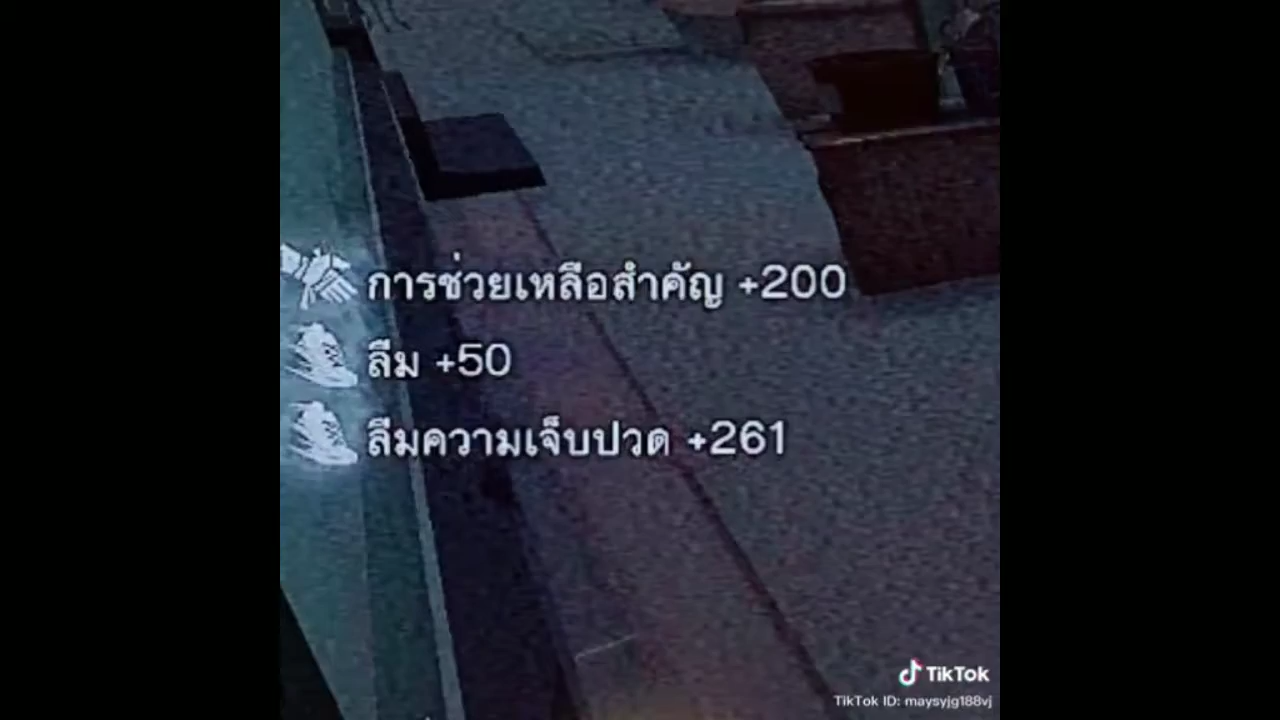 การช่วยเหลือสำคัญ +200
ลืม +50
ลืมความเจ็บปวด +261
TikTok
TikTok ID: maysyjg188vj